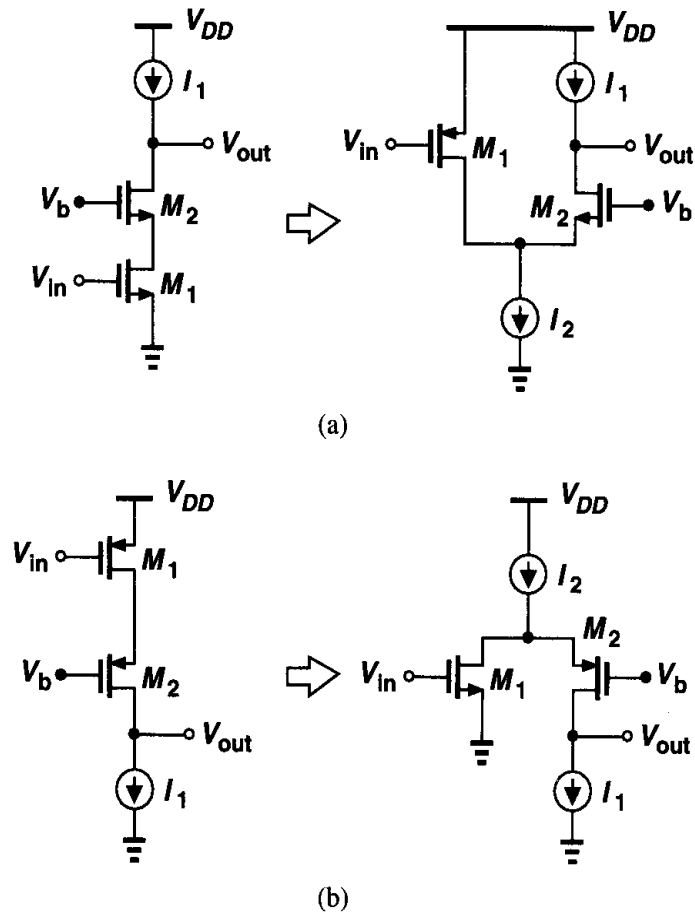 V_DD V_DD
I_1 I_1
V_out V_in M_1 V_out
V_b M_2 M_2 V_b
V_in M_1
I_2
(a)
V_DD V_DD
V_in M_1
I_2
M_2
V_b M_2 V_in M_1 V_b
V_out V_out
I_1 I_1
(b)